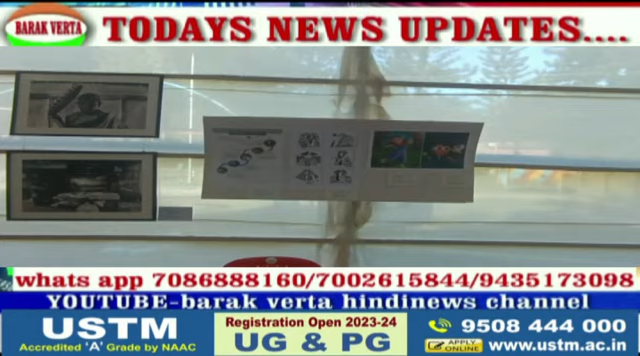 BARAK VERTA
TODAYS NEWS UPDATES....
whats app 7086888160/7002615844/9435173098
YOUTUBE-barak verta hindinews channel
USTM
Accredited 'A' Grade by NAAC
Registration Open 2023-24
UG & PG
9508 444 000
APPLY ONLINE
www.ustm.ac.in